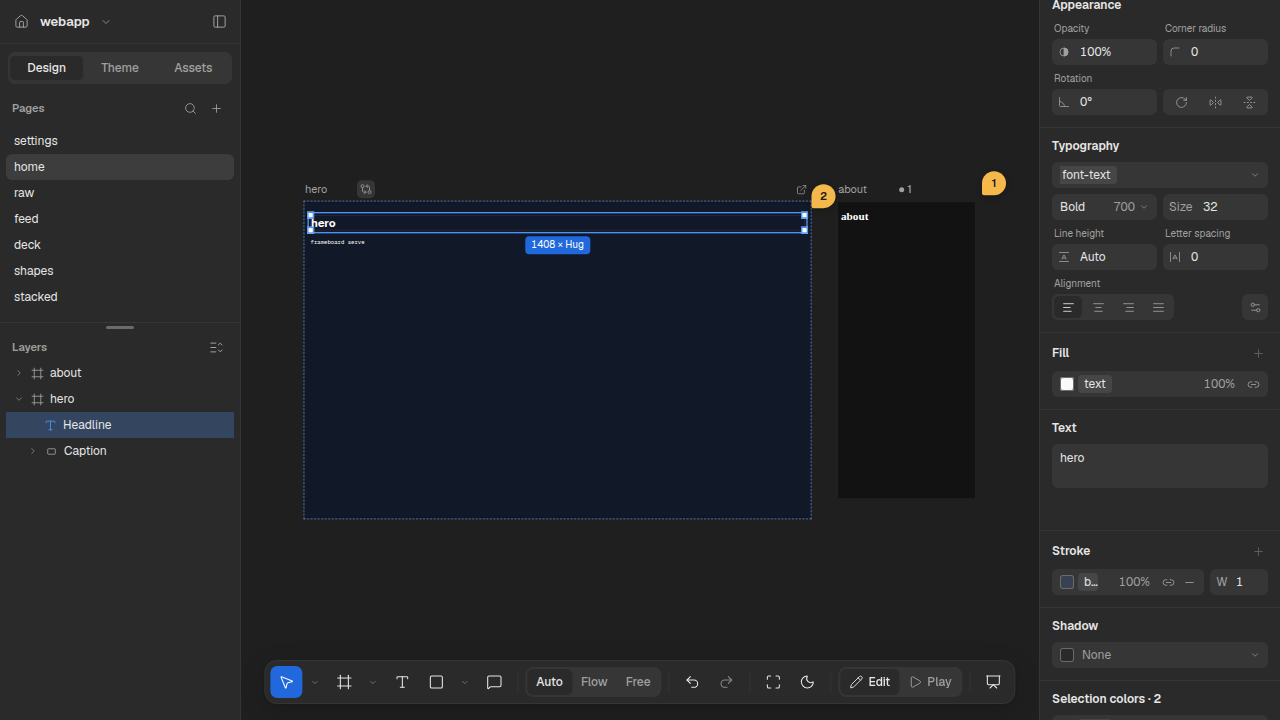 webapp
Design Theme Assets
Pages
settings
home
raw
feed
deck
shapes
stacked
Layers
about
hero
Headline
Caption
hero
2
about
1
1
hero
frameboard serve
1408 × Hug
about
Auto Flow Free
Edit Play
Appearance
Opacity Corner radius
100% 0
Rotation
0°
Typography
font-text
Bold 700 Size 32
Line height Letter spacing
Auto 0
Alignment
Fill
text 100%
Text
hero
Stroke
b... 100% W 1
Shadow
None
Selection colors · 2